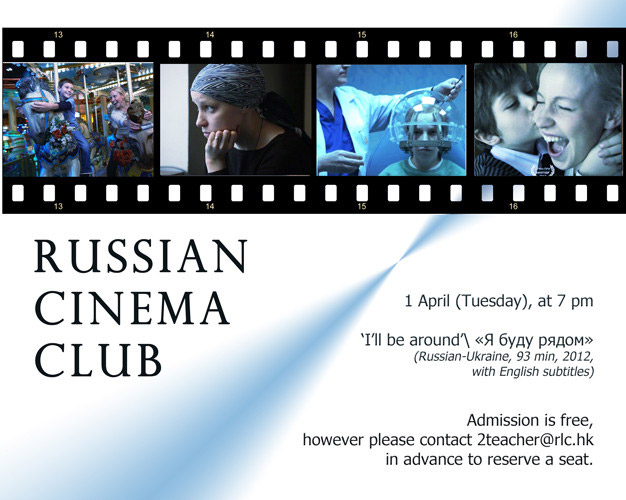 13 14 15 16
13 14 15 16
RUSSIAN
CINEMA
CLUB
1 April (Tuesday), at 7 pm
‘I’ll be around’\ «Я буду рядом»
(Russian-Ukraine, 93 min, 2012,
with English subtitles)
Admission is free,
however please contact 2teacher@rlc.hk
in advance to reserve a seat.